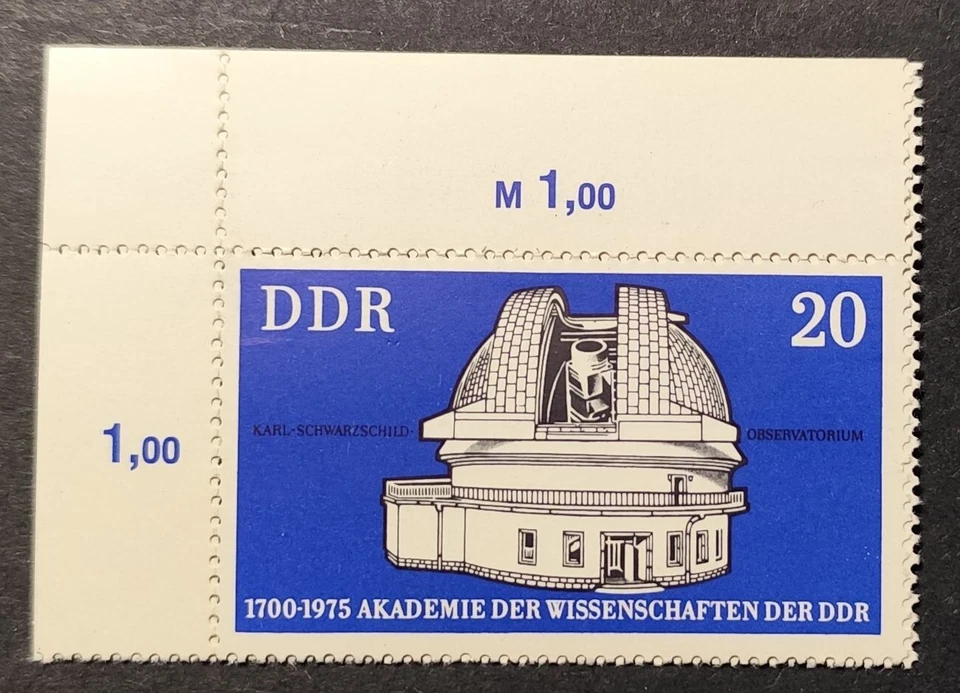 M 1,00
DDR 20
KARL-SCHWARZSCHILD- OBSERVATORIUM
1,00
1700-1975 AKADEMIE DER WISSENSCHAFTEN DER DDR